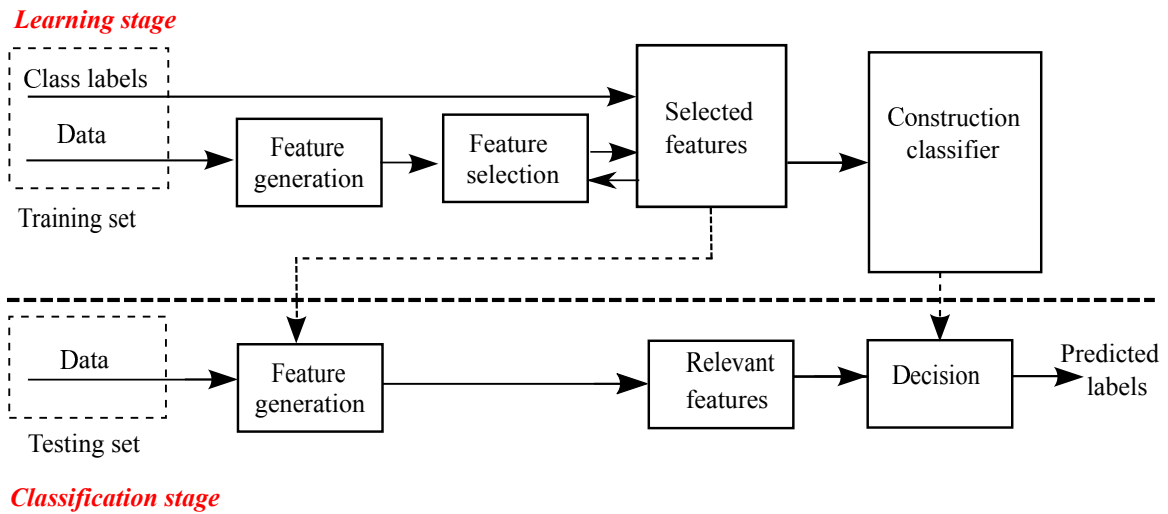 Learning stage
Class labels
Data
Training set
Feature
generation
Feature
selection
Selected
features
Construction
classifier
Data
Testing set
Feature
generation
Relevant
features
Decision
Predicted
labels
Classification stage